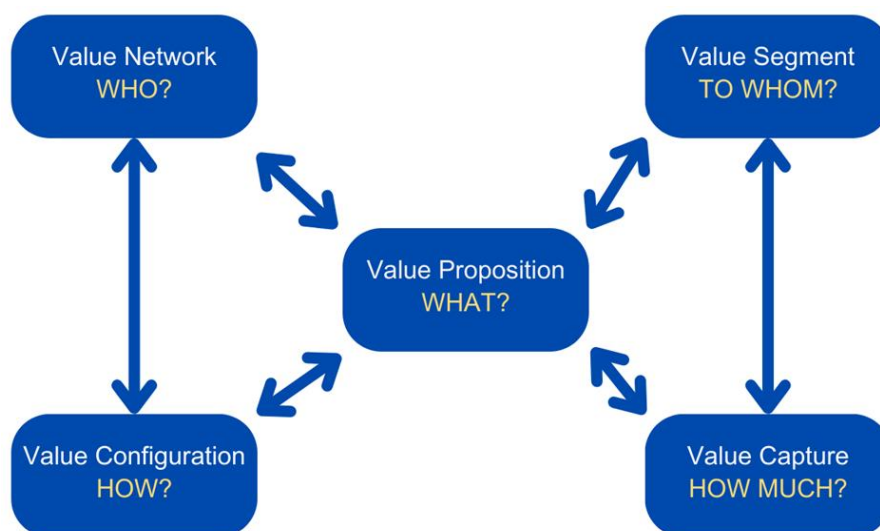 Value Network
WHO?
Value Segment
TO WHOM?
Value Proposition
WHAT?
Value Configuration
HOW?
Value Capture
HOW MUCH?